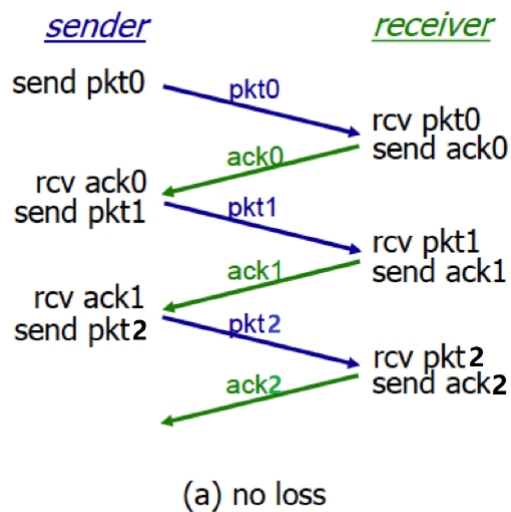 sender
receiver
send pkt0
pkt0
rcv pkt0
send ack0
ack0
rcv ack0
send pkt1
pkt1
rcv pkt1
send ack1
ack1
rcv ack1
send pkt2
pkt2
rcv pkt2
send ack2
ack2
(a) no loss